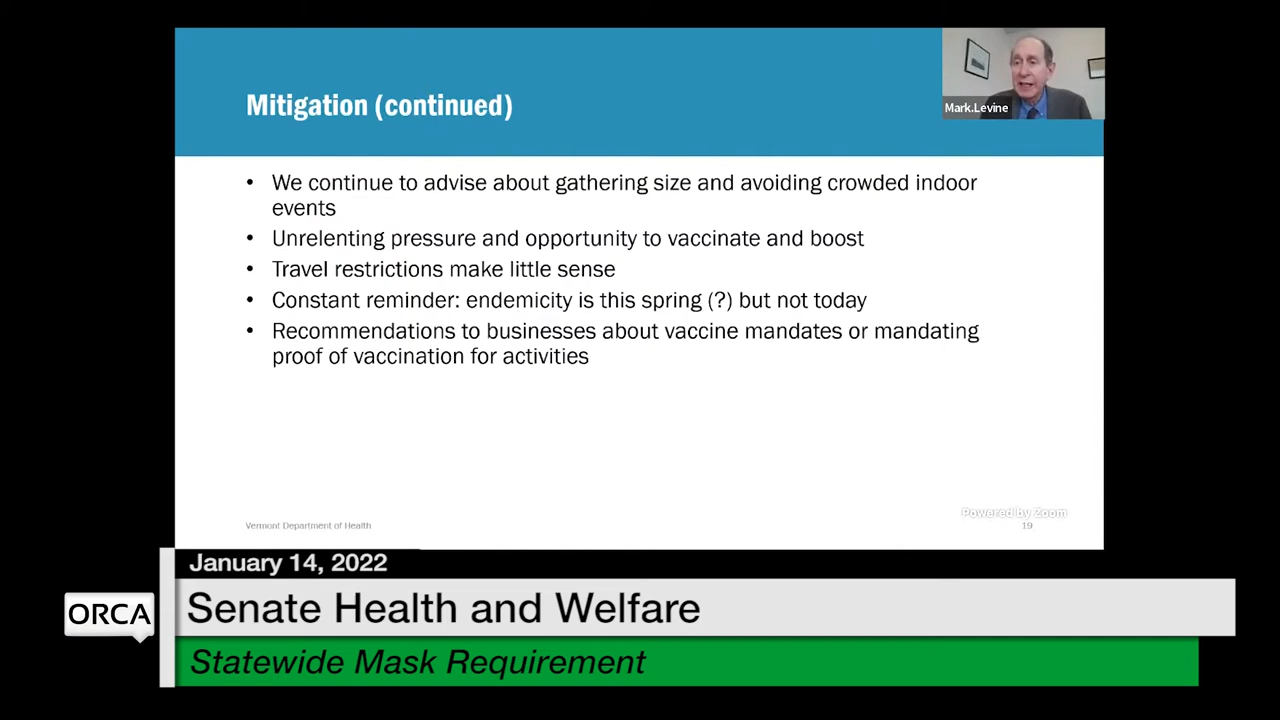 Mitigation (continued)
Mark.Levine
• We continue to advise about gathering size and avoiding crowded indoor
events
• Unrelenting pressure and opportunity to vaccinate and boost
• Travel restrictions make little sense
• Constant reminder: endemicity is this spring (?) but not today
• Recommendations to businesses about vaccine mandates or mandating
proof of vaccination for activities
Powered by Zoom
Vermont Department of Health
19
January 14, 2022
ORCA
Senate Health and Welfare
Statewide Mask Requirement